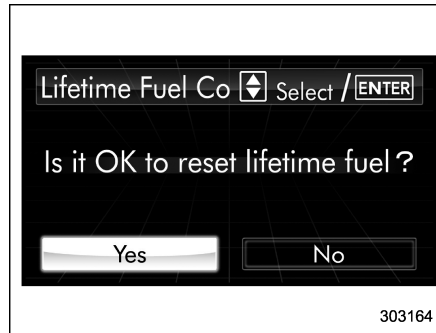 Lifetime Fuel Co Select / ENTER
Is it OK to reset lifetime fuel?
Yes No
303164